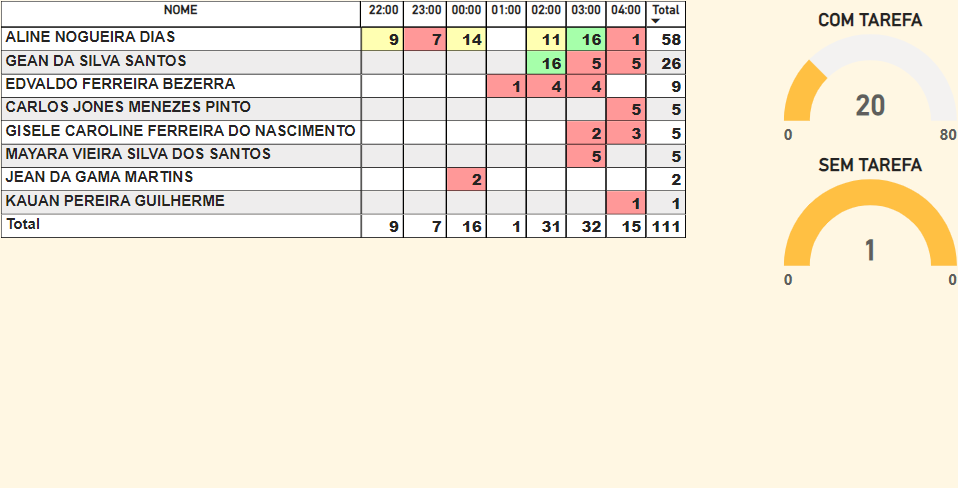 NOME 22:00 23:00 00:00 01:00 02:00 03:00 04:00 Total
ALINE NOGUEIRA DIAS 9 7 14 11 16 1 58
GEAN DA SILVA SANTOS 16 5 5 26
EDVALDO FERREIRA BEZERRA 1 4 4 9
CARLOS JONES MENEZES PINTO 5 5
GISELE CAROLINE FERREIRA DO NASCIMENTO 2 3 5
MAYARA VIEIRA SILVA DOS SANTOS 5 5
JEAN DA GAMA MARTINS 2 2
KAUAN PEREIRA GUILHERME 1 1
Total 9 7 16 1 31 32 15 111
COM TAREFA
20
0 80
SEM TAREFA
1
0 0